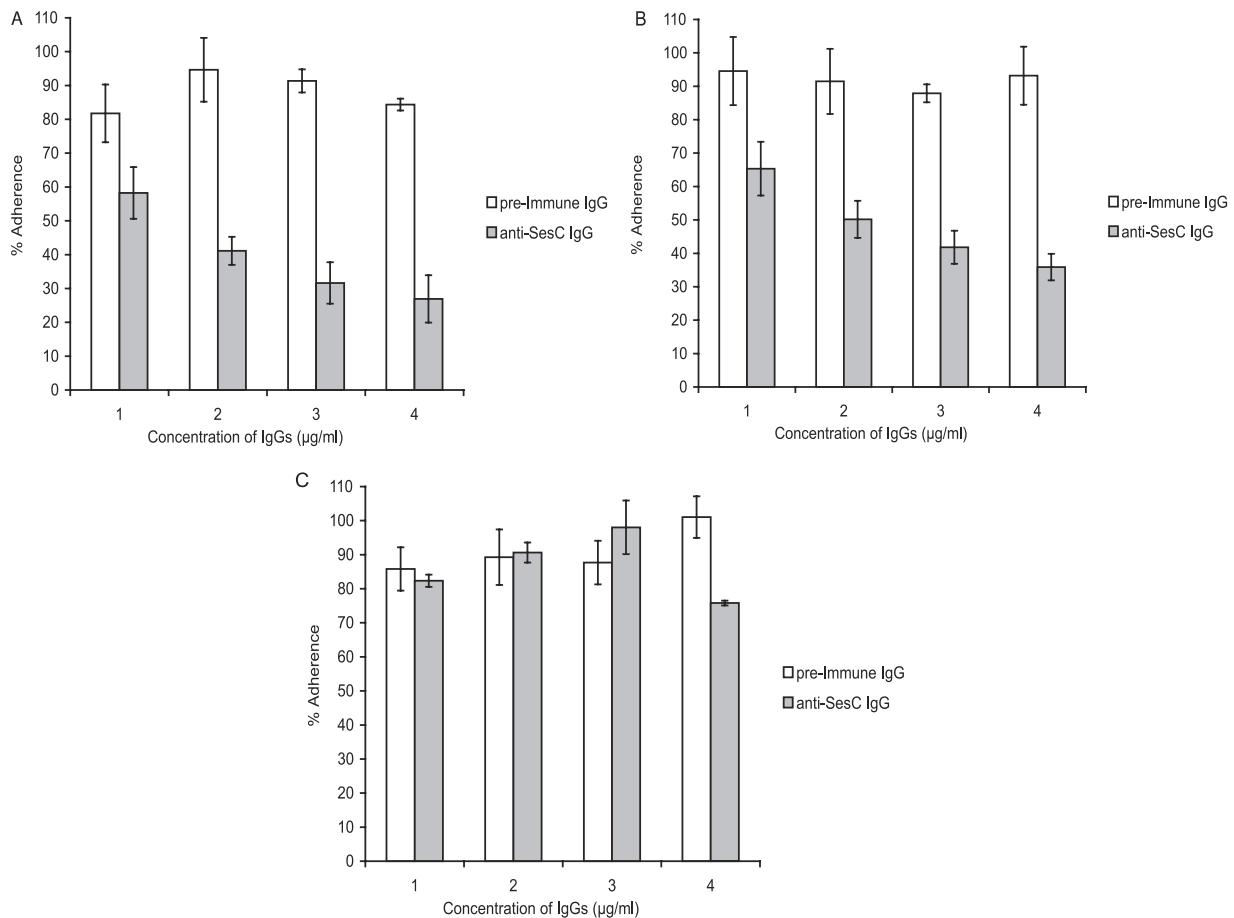 A
110
100
90
80
70
60
50
40
30
20
10
0
% Adherence
1 2 3 4
Concentration of IgGs (µg/ml)
pre-Immune IgG
anti-SesC IgG
B
110
100
90
80
70
60
50
40
30
20
10
0
% Adherence
1 2 3 4
Concentration of IgGs (µg/ml)
pre-Immune IgG
anti-SesC IgG
C
110
100
90
80
70
60
50
40
30
20
10
0
% Adherence
1 2 3 4
Concentration of IgGs (µg/ml)
pre-Immune IgG
anti-SesC IgG